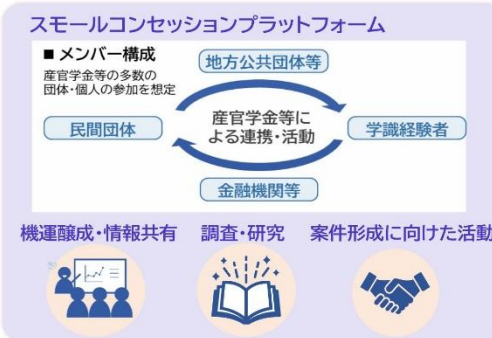 スモールコンセッションプラットフォーム
■ メンバー構成
産官学金等の多数の
団体・個人の参加を想定
地方公共団体等
民間団体
産官学金等に
よる連携・活動
学識経験者
金融機関等
機運醸成・情報共有
調査・研究
案件形成に向けた活動